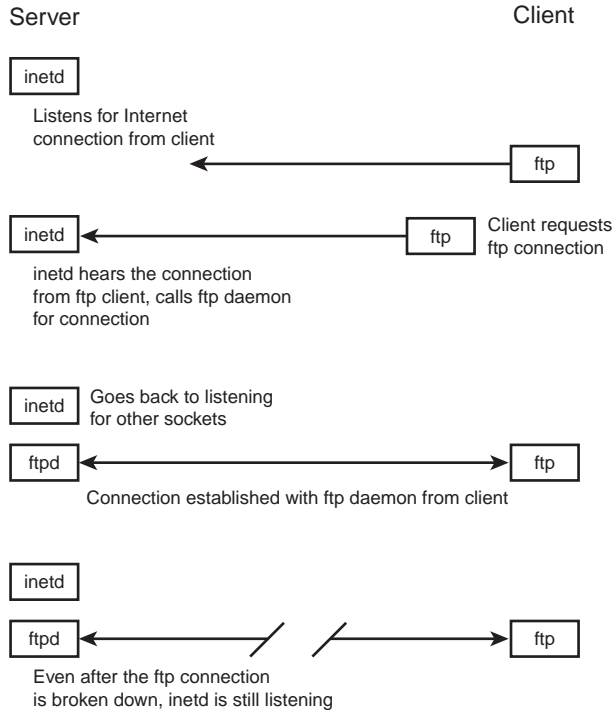 Server
Client
inetd
Listens for Internet
connection from client
ftp
inetd
ftp
Client requests
ftp connection
inetd hears the connection
from ftp client, calls ftp daemon
for connection
inetd
Goes back to listening
for other sockets
ftpd
ftp
Connection established with ftp daemon from client
inetd
ftpd
ftp
Even after the ftp connection
is broken down, inetd is still listening